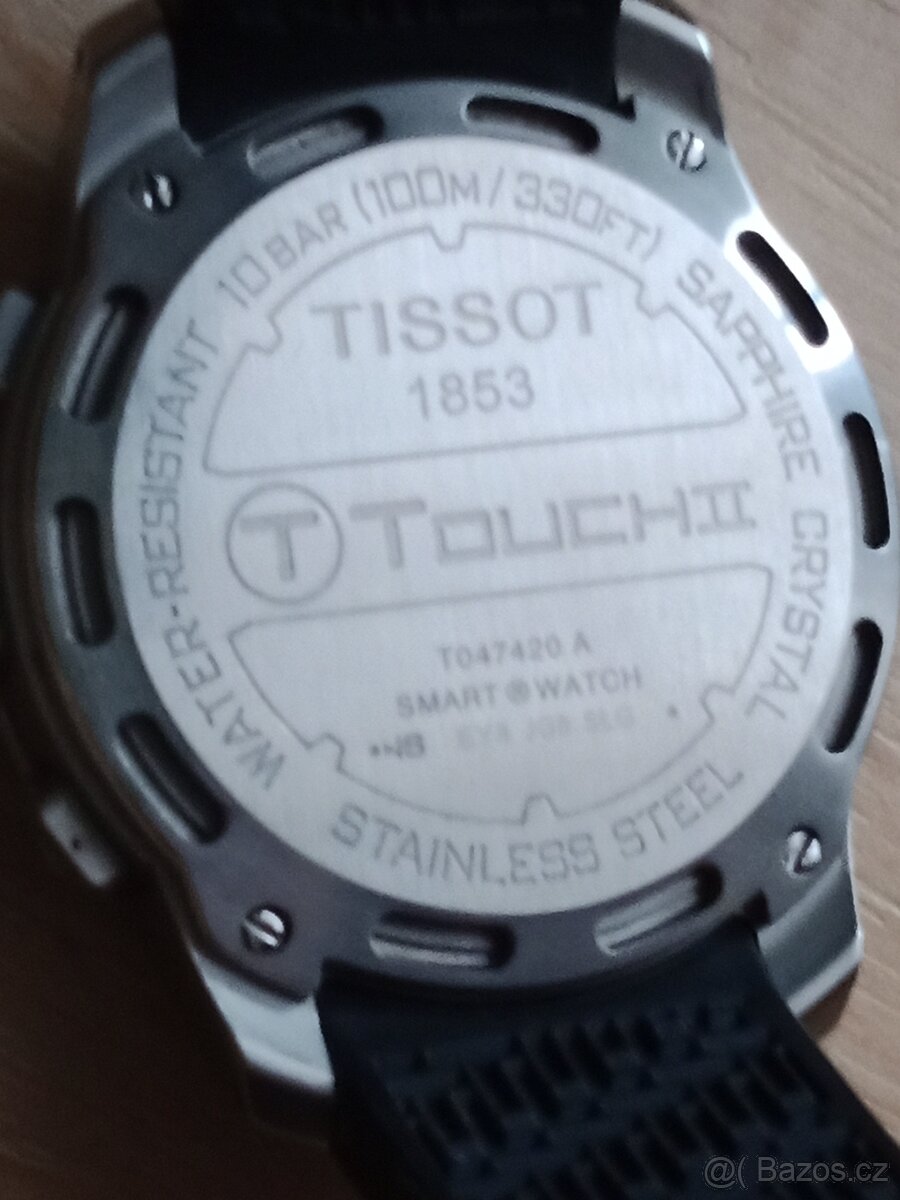 WATER-RESISTANT 10 BAR (100M/330FT) SAPPHIRE CRYSTAL
TISSOT
1853
T TOUCH II
T047420 A
SMART @ WATCH
STAINLESS STEEL
@( Bazos.cz